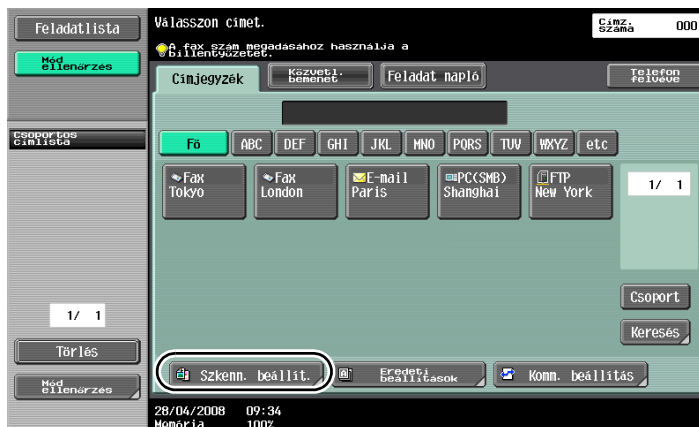 Feladatlista
Mód
ellenőrzés
Csoportos
címlista
1/ 1
Törlés
Mód
ellenőrzés
Válasszon címet.
A fax szám megadásához használja a
billentyűzetet.
Címz.
száma
000
Címjegyzék
Közvetl.
bemenet
Feladat napló
Telefon
felvéve
Fő
ABC
DEF
GHI
JKL
MNO
PQRS
TUV
WXYZ
etc
Fax
Tokyo
Fax
London
E-mail
Paris
PC(SMB)
Shanghai
FTP
New York
1/ 1
Csoport
Keresés
Szkenn. beállít.
Eredeti
beállítások
Komm. beállítás
28/04/2008 09:34
Memória 100%